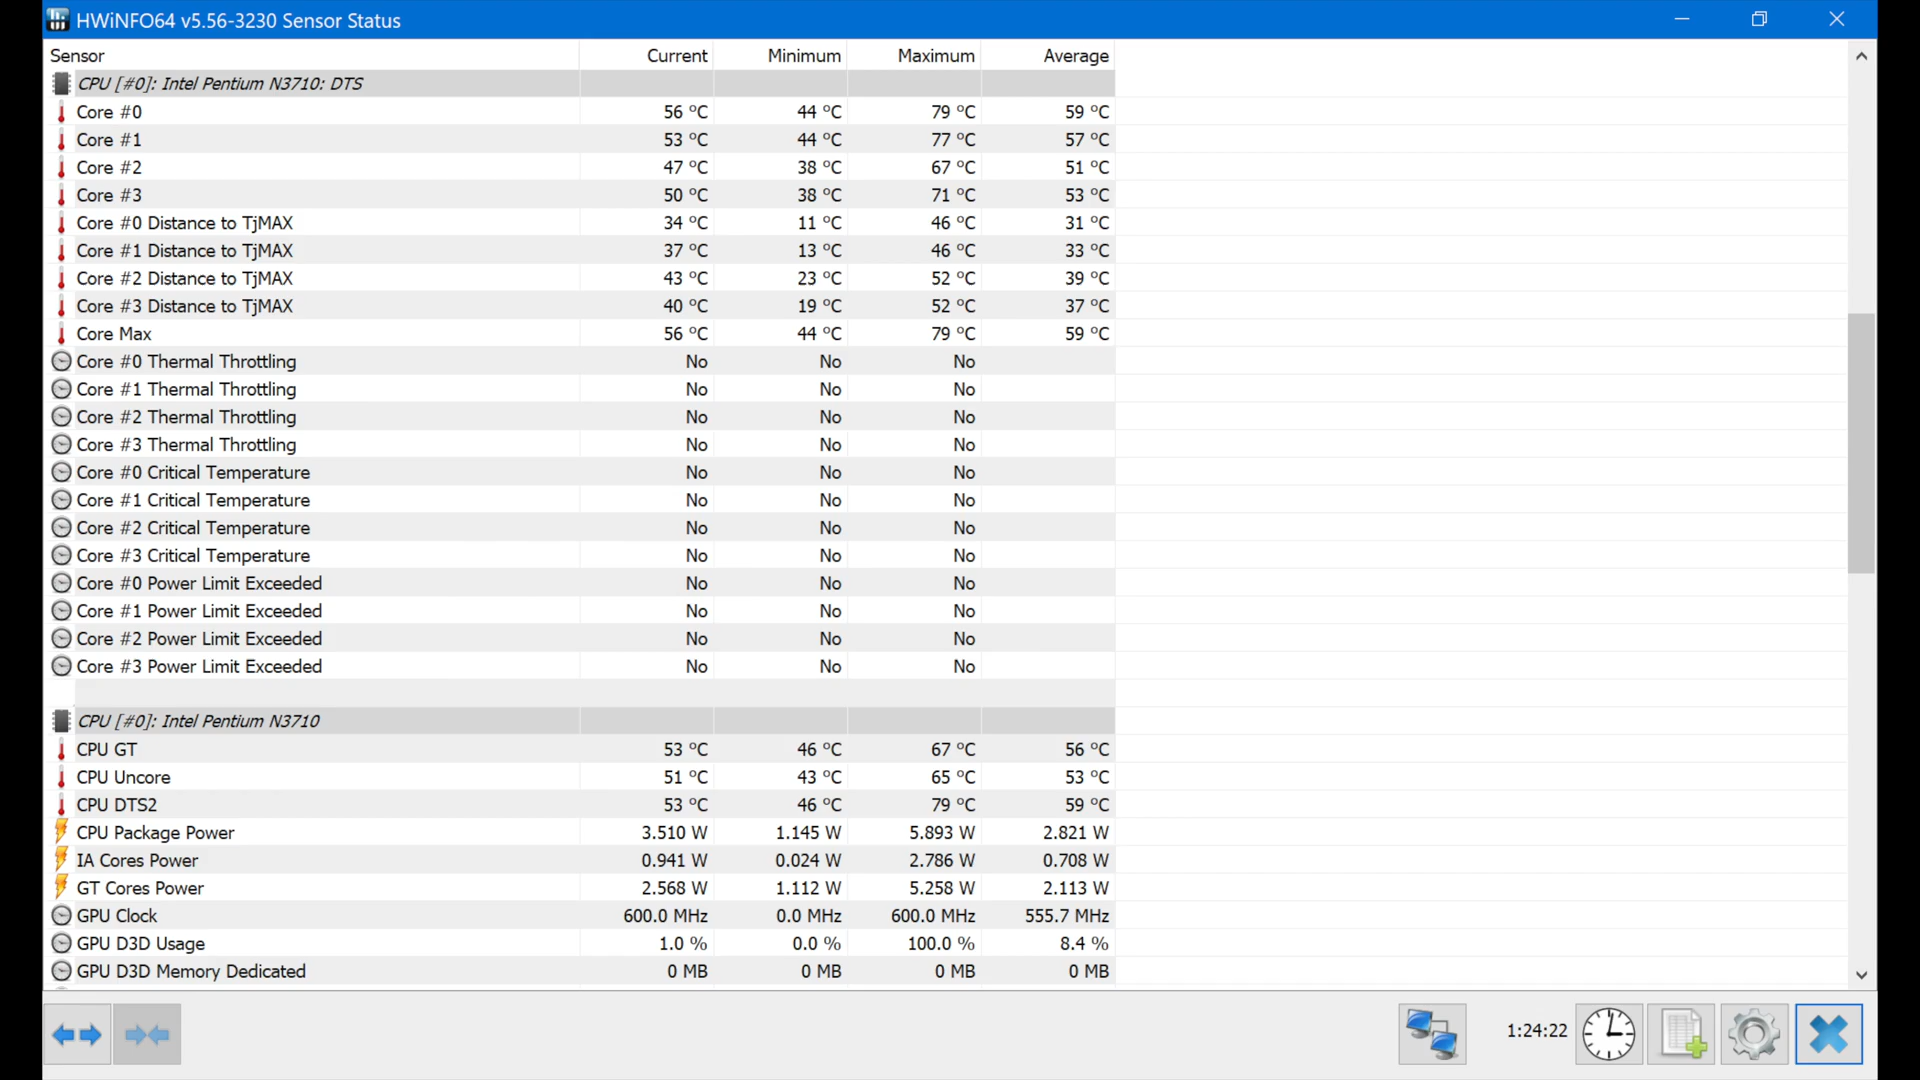 HWiNFO64 v5.56-3230 Sensor Status
Sensor Current Minimum Maximum Average
CPU [#0]: Intel Pentium N3710: DTS
Core #0 56 °C 44 °C 79 °C 59 °C
Core #1 53 °C 44 °C 77 °C 57 °C
Core #2 47 °C 38 °C 67 °C 51 °C
Core #3 50 °C 38 °C 71 °C 53 °C
Core #0 Distance to TjMAX 34 °C 11 °C 46 °C 31 °C
Core #1 Distance to TjMAX 37 °C 13 °C 46 °C 33 °C
Core #2 Distance to TjMAX 43 °C 23 °C 52 °C 39 °C
Core #3 Distance to TjMAX 40 °C 19 °C 52 °C 37 °C
Core Max 56 °C 44 °C 79 °C 59 °C
Core #0 Thermal Throttling No No No
Core #1 Thermal Throttling No No No
Core #2 Thermal Throttling No No No
Core #3 Thermal Throttling No No No
Core #0 Critical Temperature No No No
Core #1 Critical Temperature No No No
Core #2 Critical Temperature No No No
Core #3 Critical Temperature No No No
Core #0 Power Limit Exceeded No No No
Core #1 Power Limit Exceeded No No No
Core #2 Power Limit Exceeded No No No
Core #3 Power Limit Exceeded No No No
CPU [#0]: Intel Pentium N3710
CPU GT 53 °C 46 °C 67 °C 56 °C
CPU Uncore 51 °C 43 °C 65 °C 53 °C
CPU DTS2 53 °C 46 °C 79 °C 59 °C
CPU Package Power 3.510 W 1.145 W 5.893 W 2.821 W
IA Cores Power 0.941 W 0.024 W 2.786 W 0.708 W
GT Cores Power 2.568 W 1.112 W 5.258 W 2.113 W
GPU Clock 600.0 MHz 0.0 MHz 600.0 MHz 555.7 MHz
GPU D3D Usage 1.0 % 0.0 % 100.0 % 8.4 %
GPU D3D Memory Dedicated 0 MB 0 MB 0 MB 0 MB
1:24:22